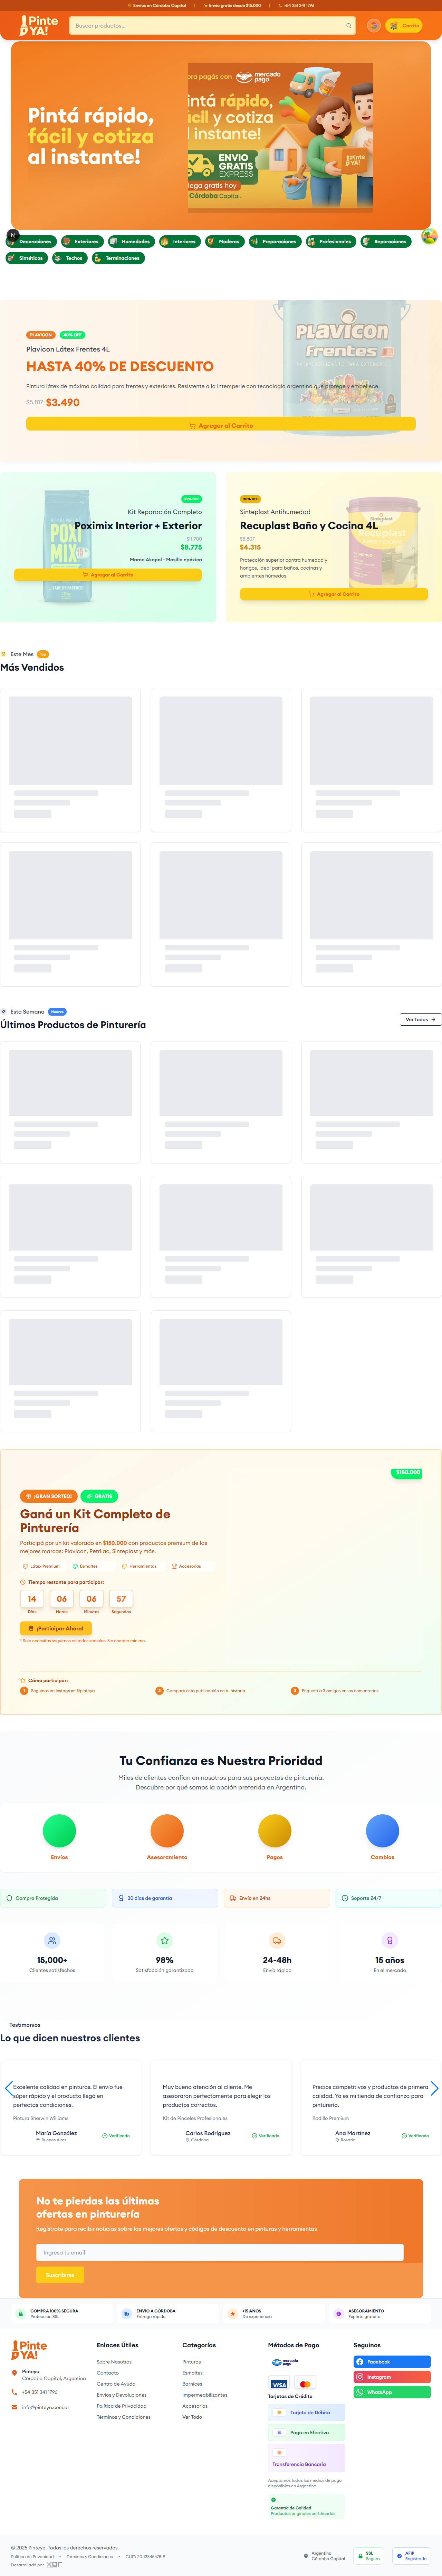 Envíos en Córdoba Capital | Envío gratis desde $15.000 | +54 351 341 1796
Pinte YA!
Buscar productos...
Carrito
Pintá rápido,
fácil y cotiza
al instante!
ra pagás con mercado pago
intá rápido,
ácil y cotiza
l instante!
ENVIO
GRATIS
EXPRESS
llega gratis hoy
Córdoba Capital.
Pinte YA!
N
Decoraciones
Exteriores
Humedades
Interiores
Maderas
Preparaciones
Profesionales
Reparaciones
Sintéticos
Techos
Terminaciones
PLAVICON
40% OFF
Plavicon Látex Frentes 4L
HASTA 40% DE DESCUENTO
Pintura látex de máxima calidad para frentes y exteriores. Resistente a la intemperie con tecnología argentina que protege y embellece.
$5.817 $3.490
Agregar al Carrito
PLAVICON
Frentes
Kit Reparación Completo
Poximix Interior + Exterior
$11.700
$8.775
Marca Akapol - Masilla epóxica
Agregar al Carrito
POXI
MIX
Sinteplast Antihumedad
Recuplast Baño y Cocina 4L
$4.315
Protección superior contra humedad y
hongos. Ideal para baños, cocinas y
ambientes húmedos.
Agregar al Carrito
Este Mes
Top
Más Vendidos
Esta Semana
Nuevos
Últimos Productos de Pinturería
Ver Todos
$150.000
¡GRAN SORTEO!
GRATIS
Ganá un Kit Completo de
Pinturería
Participá por un kit valorado en $150.000 con productos premium de las
mejores marcas: Plavicon, Petrilac, Sinteplast y más.
Látex Premium
Esmaltes
Herramientas
Accesorios
Tiempo restante para participar:
14 06 06 57
Días Horas Minutos Segundos
¡Participar Ahora!
* Solo necesitás seguirnos en redes sociales. Sin compra mínima.
Cómo participar:
1 Seguinos en Instagram @pinteya
2 Compartí esta publicación en tu historia
3 Etiquetá a 3 amigos en los comentarios
Tu Confianza es Nuestra Prioridad
Miles de clientes confían en nosotros para sus proyectos de pinturería.
Descubre por qué somos la opción preferida en Argentina.
Envíos
Asesoramiento
Pagos
Cambios
Compra Protegida
30 días de garantía
Envío en 24hs
Soporte 24/7
15,000+
Clientes satisfechos
98%
Satisfacción garantizada
24-48h
Envío rápido
15 años
En el mercado
Testimonios
Lo que dicen nuestros clientes
Excelente calidad en pinturas. El envío fue
súper rápido y el producto llegó en
perfectas condiciones.
Pintura Sherwin Williams
María González
Buenos Aires
Verificado
Muy buena atención al cliente. Me
asesoraron perfectamente para elegir los
productos correctos.
Kit de Pinceles Profesionales
Carlos Rodríguez
Córdoba
Verificado
Precios competitivos y productos de primera
calidad. Ya es mi tienda de confianza para
pinturería.
Rodillo Premium
Ana Martínez
Rosario
Verificado
No te pierdas las últimas
ofertas en pinturería
Registrate para recibir noticias sobre las mejores ofertas y códigos de descuento en pinturas y herramientas
Ingresa tu email
Suscribirse
COMPRA 100% SEGURA
Protección SSL
ENVÍO A CÓRDOBA
Entrega rápida
+15 AÑOS
De experiencia
ASESORAMIENTO
Experto gratuito
Pinte YA!
Pinteya
Córdoba Capital, Argentina
+54 351 341 1796
info@pinteya.com.ar
Enlaces Útiles
Sobre Nosotros
Contacto
Centro de Ayuda
Envíos y Devoluciones
Política de Privacidad
Términos y Condiciones
Categorías
Pinturas
Esmaltes
Barnices
Impermeabilizantes
Accesorios
Ver Todo
Métodos de Pago
mercado pago
VISA
Tarjetas de Crédito
Tarjeta de Débito
Pago en Efectivo
Transferencia Bancaria
Aceptamos todos los medios de pago
disponibles en Argentina
Garantía de Calidad
Productos originales certificados
Seguinos
Facebook
Instagram
WhatsApp
© 2025 Pinteya. Todos los derechos reservados.
Política de Privacidad • Términos y Condiciones • CUIT: 20-12345678-9
Desarrollado por
Argentina
Córdoba Capital
SSL
Seguro
AFIP
Registrado